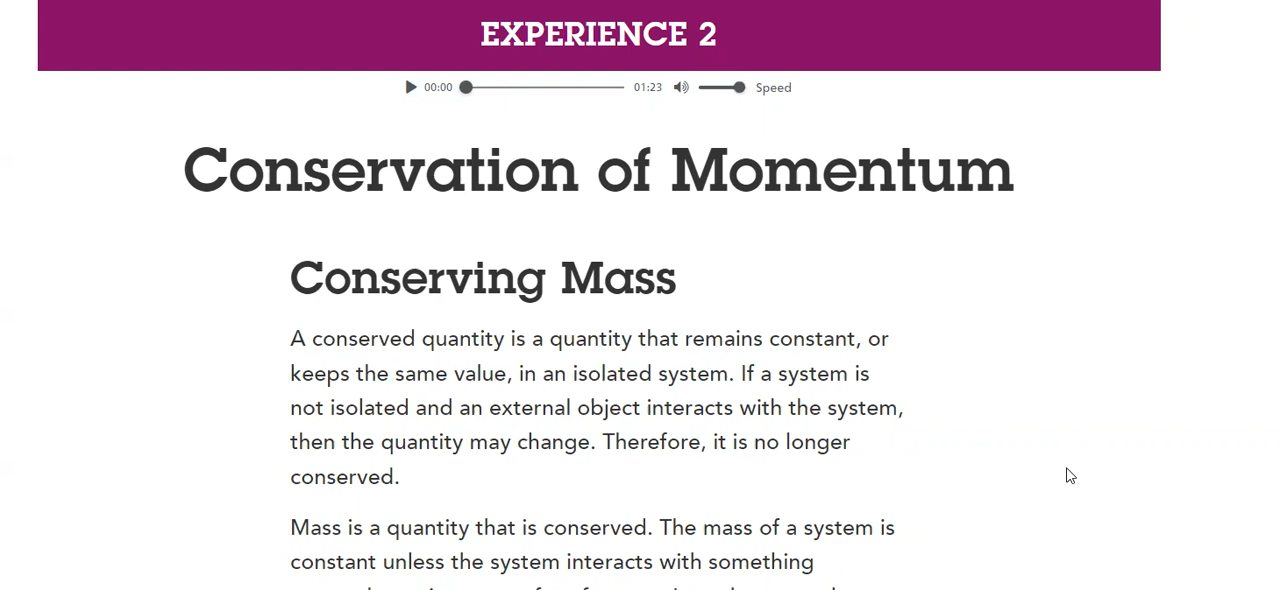 EXPERIENCE 2
00:00 01:23 Speed
Conservation of Momentum
Conserving Mass
A conserved quantity is a quantity that remains constant, or
keeps the same value, in an isolated system. If a system is
not isolated and an external object interacts with the system,
then the quantity may change. Therefore, it is no longer
conserved.
Mass is a quantity that is conserved. The mass of a system is
constant unless the system interacts with something